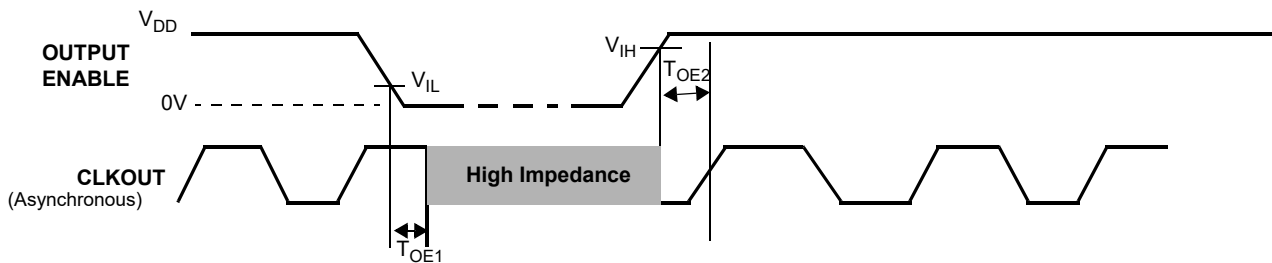 V_DD
OUTPUT
ENABLE
V_IL
V_IH
T_OE2
0V
CLKOUT
(Asynchronous)
High Impedance
T_OE1